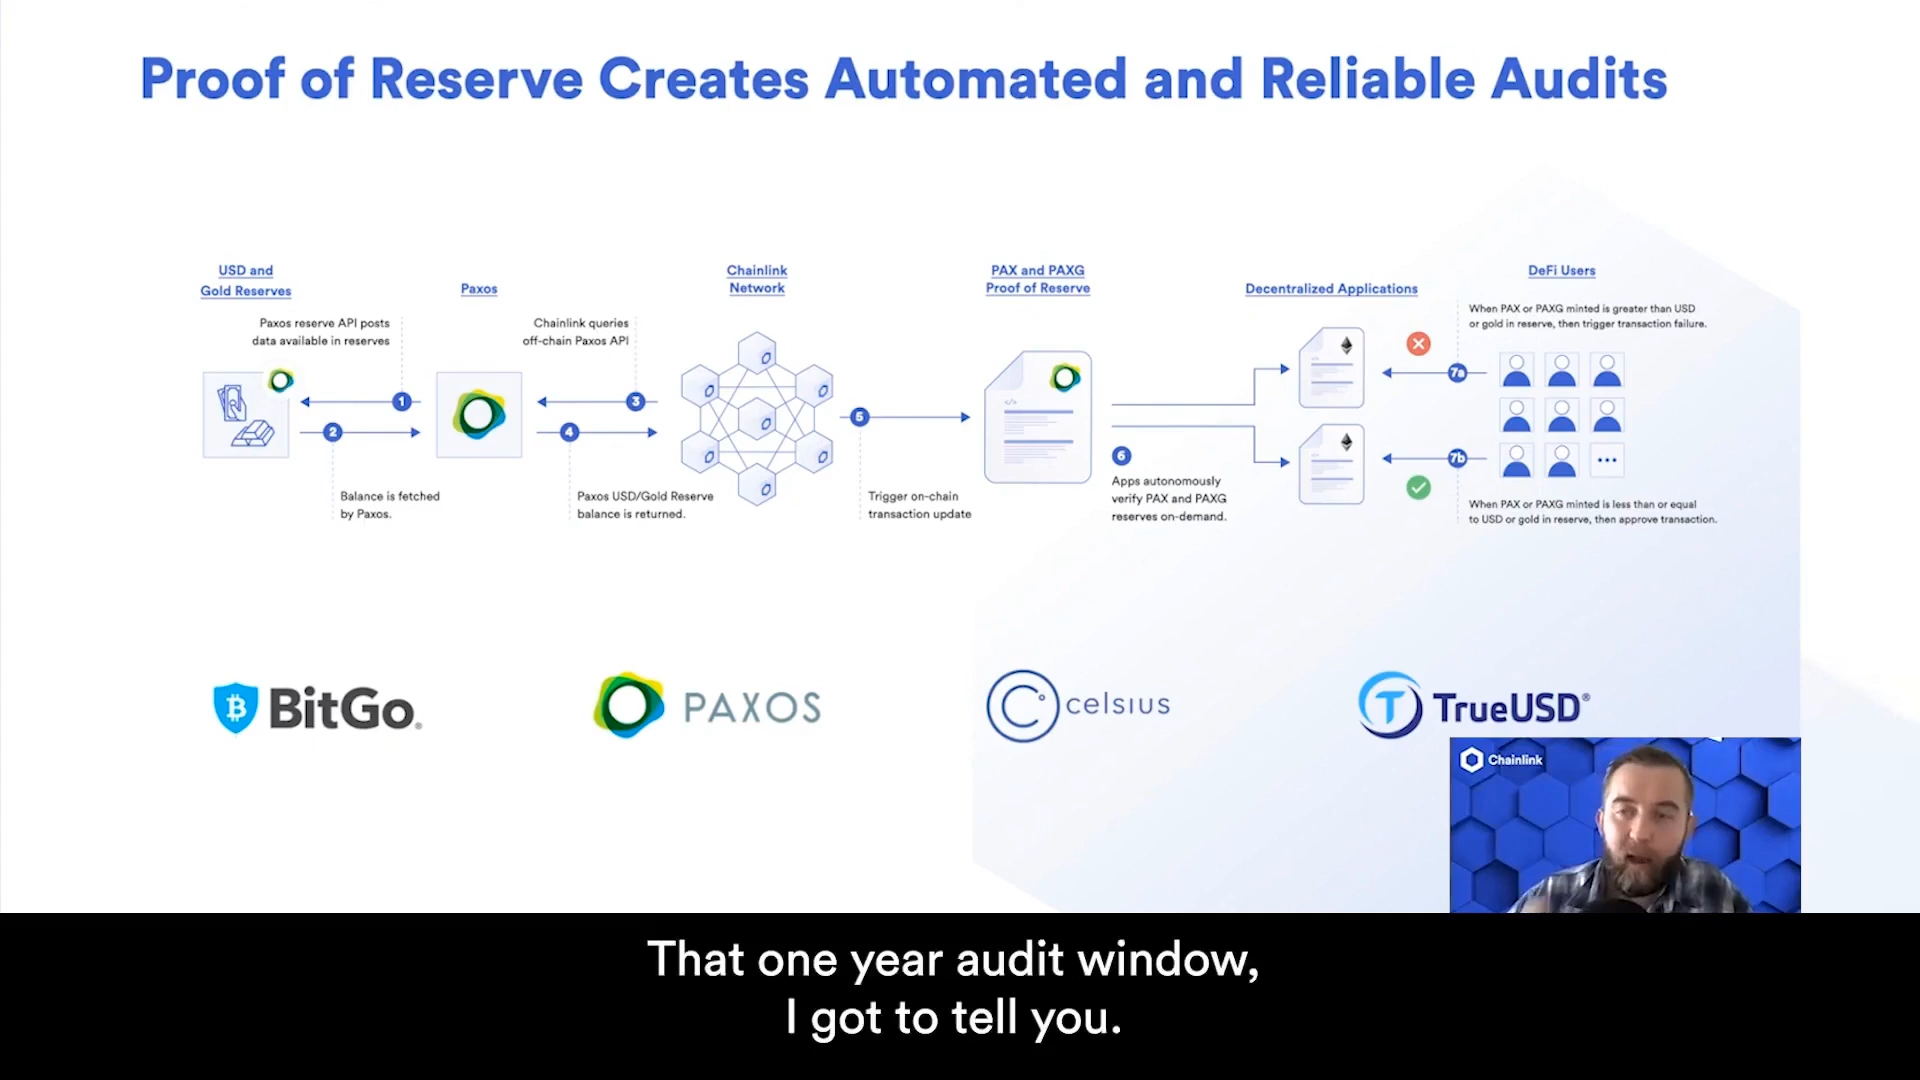 Proof of Reserve Creates Automated and Reliable Audits
USD and
Gold Reserves
Paxos
Chainlink
Network
PAX and PAXG
Proof of Reserve
Decentralized Applications
DeFi Users
Paxos reserve API posts
data available in reserves
Chainlink queries
off-chain Paxos API
When PAX or PAXG minted is greater than USD
or gold in reserve, then trigger transaction failure.
1
2
3
4
5
6
7a
7b
Balance is fetched
by Paxos.
Paxos USD/Gold Reserve
balance is returned.
Trigger on-chain
transaction update
Apps autonomously
verify PAX and PAXG
reserves on-demand.
When PAX or PAXG minted is less than or equal
to USD or gold in reserve, then approve transaction.
BitGo
PAXOS
celsius
TrueUSD®
Chainlink
That one year audit window,
I got to tell you.